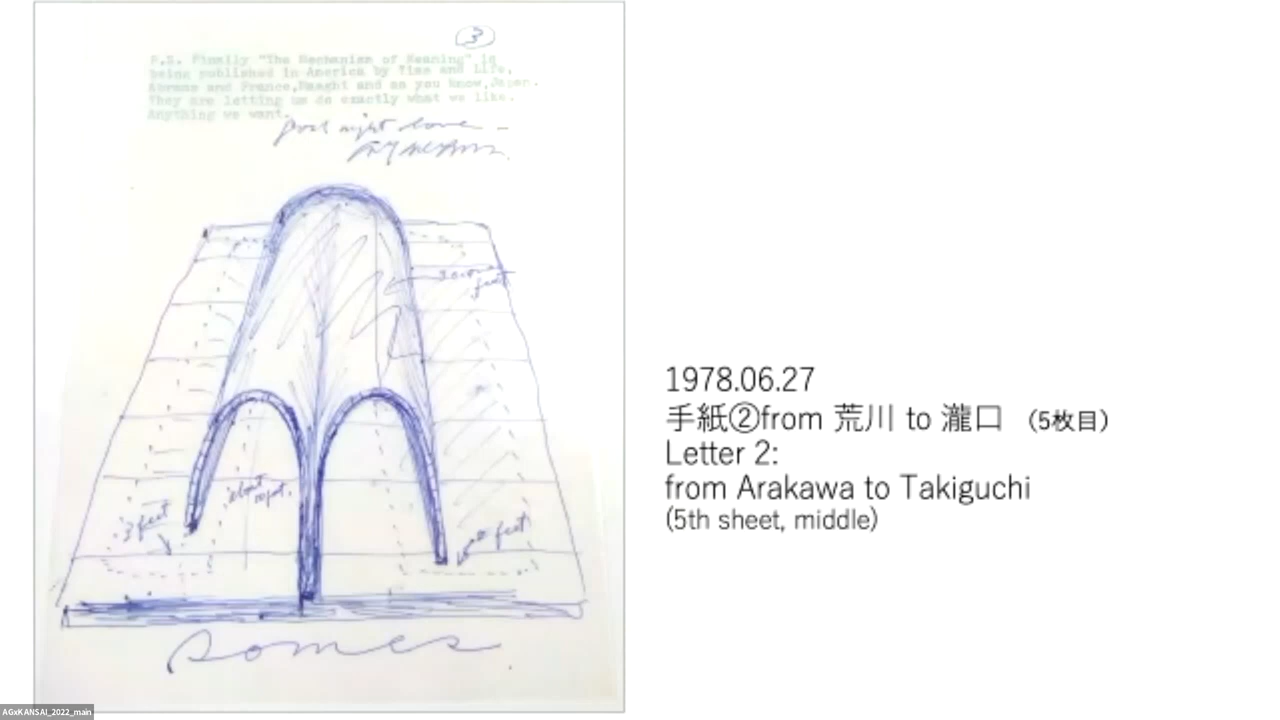 ③
P.S. Finally "The Mechanism of Meaning" is
being published in America by Time and Life,
and France, Maeght and as you know, Japan.
They are letting us do exactly what we like.
Anything we want.
3 feet
about
feet
1978.06.27
手紙②from 荒川 to 瀧口 （5枚目）
Letter 2:
from Arakawa to Takiguchi
(5th sheet, middle)
AGxKANSAI_2022_main